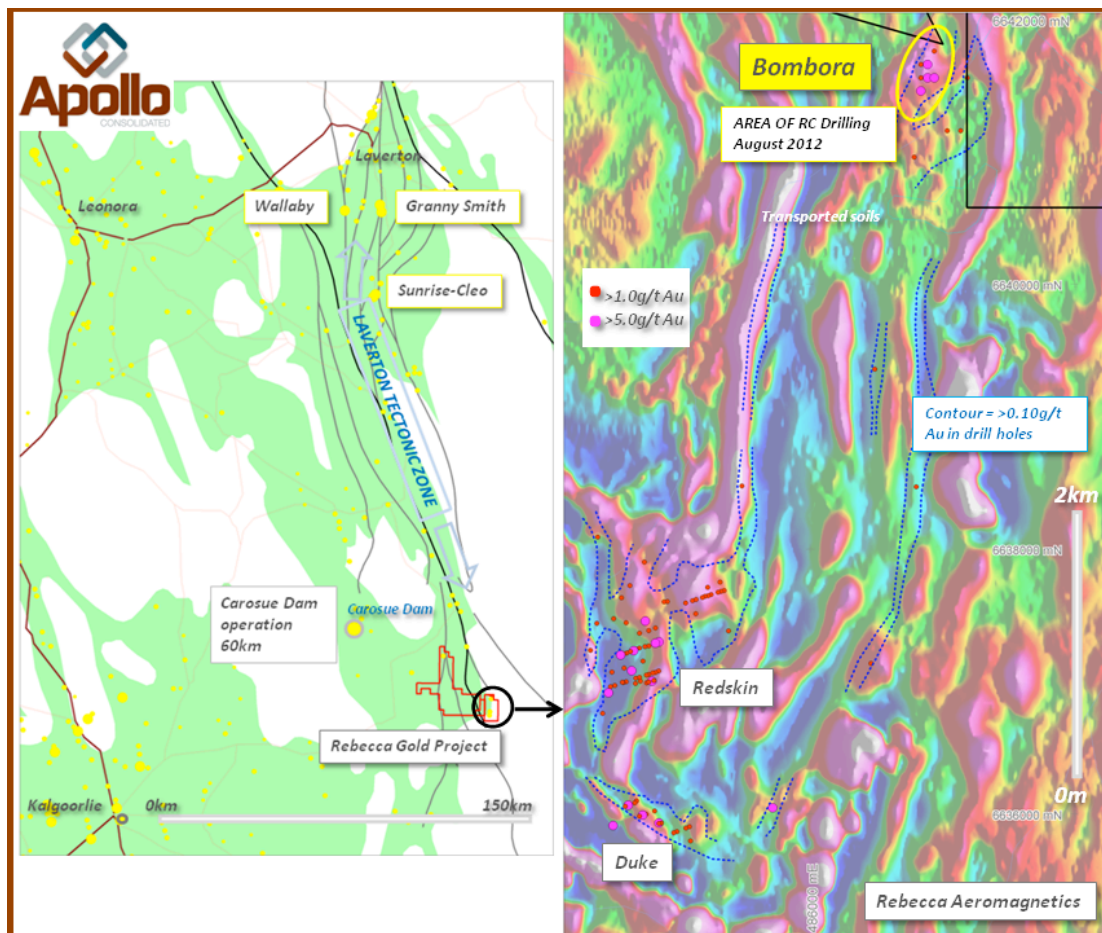 Apollo
CONSOLIDATED
Laverton
Leonora
Wallaby
Granny Smith
Sunrise-Cleo
LAVERTON TECTONIC ZONE
Carosue Dam
operation
60km
Carosue Dam
Rebecca Gold Project
Kalgoorlie
0km
150km
6642000 mN
Bombora
AREA OF RC Drilling
August 2012
Transported soils
6640000 mN
>1.0g/t Au
>5.0g/t Au
Contour = >0.10g/t
Au in drill holes
2km
6638000 mN
Redskin
0m
6636000 mN
Duke
486000 mE
Rebecca Aeromagnetics